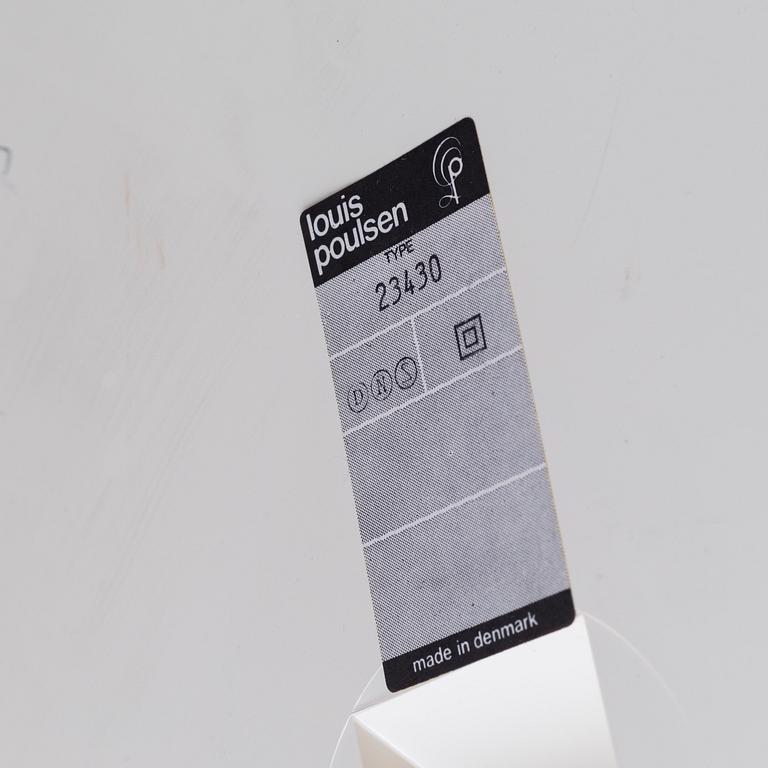 louis
poulsen
TYPE
23430
D N S
made in denmark